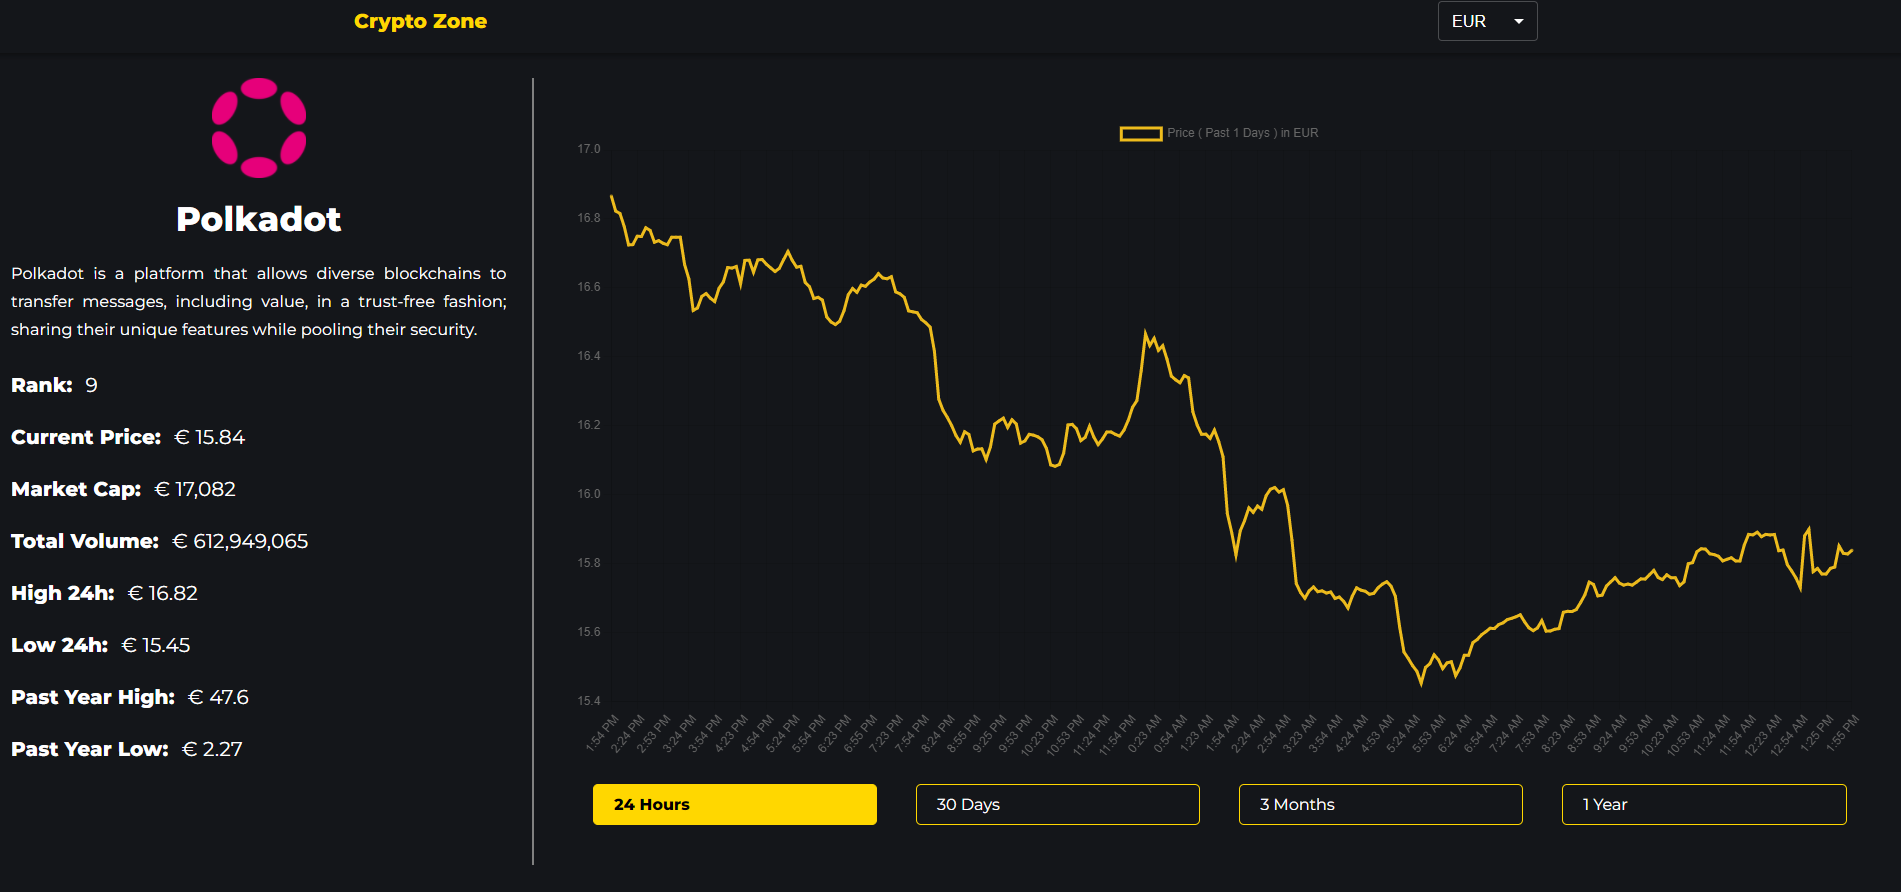 Crypto Zone
EUR
Polkadot
Polkadot is a platform that allows diverse blockchains to
transfer messages, including value, in a trust-free fashion;
sharing their unique features while pooling their security.
Rank: 9
Current Price: € 15.84
Market Cap: € 17,082
Total Volume: € 612,949,065
High 24h: € 16.82
Low 24h: € 15.45
Past Year High: € 47.6
Past Year Low: € 2.27
Price ( Past 1 Days ) in EUR
17.0
16.8
16.6
16.4
16.2
16.0
15.8
15.6
15.4
1:54 PM
2:24 PM
2:53 PM
3:24 PM
3:54 PM
4:23 PM
4:54 PM
5:24 PM
5:54 PM
6:23 PM
6:55 PM
7:23 PM
7:54 PM
8:24 PM
8:55 PM
9:25 PM
9:53 PM
10:23 PM
10:53 PM
11:24 PM
11:54 PM
0:23 AM
0:54 AM
1:23 AM
1:54 AM
2:24 AM
2:54 AM
3:23 AM
3:54 AM
4:24 AM
4:53 AM
5:24 AM
5:53 AM
6:24 AM
6:54 AM
7:24 AM
7:53 AM
8:23 AM
8:53 AM
9:24 AM
9:53 AM
10:23 AM
10:53 AM
11:24 AM
11:54 AM
12:23 AM
12:54 AM
1:25 PM
1:55 PM
24 Hours
30 Days
3 Months
1 Year